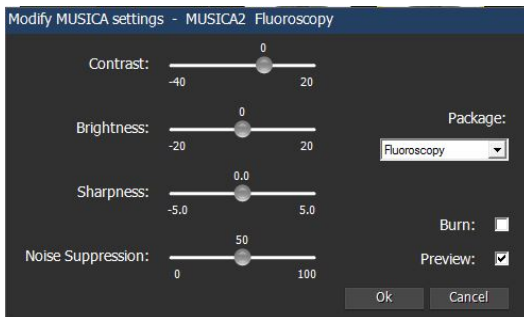 Modify MUSICA settings - MUSICA2 Fluoroscopy
0
Contrast:
-40 20
0
Brightness:
-20 20
0.0
Sharpness:
-5.0 5.0
50
Noise Suppression:
0 100
Package:
Fluoroscopy
Burn:
Preview:
Ok Cancel